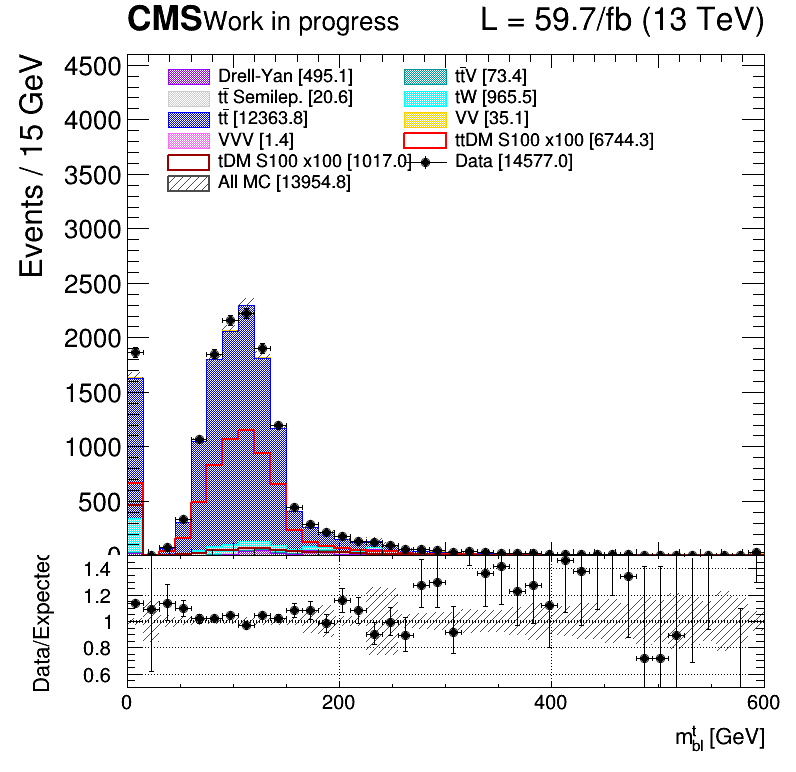 CMS Work in progress L = 59.7/fb (13 TeV)
Events / 15 GeV
4500
4000
3500
3000
2500
2000
1500
1000
500
0
Drell-Yan [495.1]
tt̄V [73.4]
tt̄ Semilep. [20.6]
tW [965.5]
tt̄ [12363.8]
VV [35.1]
VVV [1.4]
ttDM S100 x100 [6744.3]
tDM S100 x100 [1017.0]
Data [14577.0]
All MC [13954.8]
Data/Expected
1.4
1.2
1
0.8
0.6
0 200 400 600
m^t_bl [GeV]